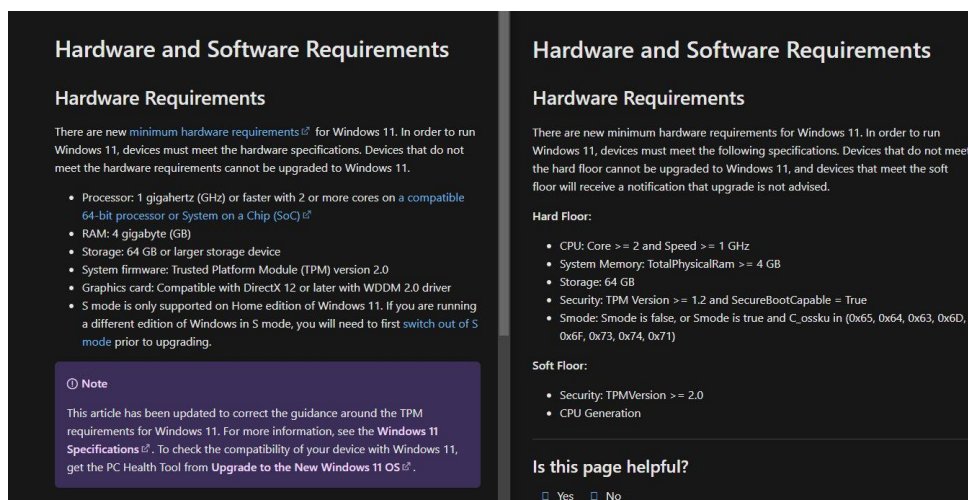 Hardware and Software Requirements
Hardware Requirements
There are new minimum hardware requirements for Windows 11. In order to run
Windows 11, devices must meet the hardware specifications. Devices that do not
meet the hardware requirements cannot be upgraded to Windows 11.
• Processor: 1 gigahertz (GHz) or faster with 2 or more cores on a compatible
64-bit processor or System on a Chip (SoC)
• RAM: 4 gigabyte (GB)
• Storage: 64 GB or larger storage device
• System firmware: Trusted Platform Module (TPM) version 2.0
• Graphics card: Compatible with DirectX 12 or later with WDDM 2.0 driver
• S mode is only supported on Home edition of Windows 11. If you are running
a different edition of Windows in S mode, you will need to first switch out of S
mode prior to upgrading.
Note
This article has been updated to correct the guidance around the TPM
requirements for Windows 11. For more information, see the Windows 11
Specifications. To check the compatibility of your device with Windows 11,
get the PC Health Tool from Upgrade to the New Windows 11 OS.
Hardware and Software Requirements
Hardware Requirements
There are new minimum hardware requirements for Windows 11. In order to run
Windows 11, devices must meet the following specifications. Devices that do not meet
the hard floor cannot be upgraded to Windows 11, and devices that meet the soft
floor will receive a notification that upgrade is not advised.
Hard Floor:
• CPU: Core >= 2 and Speed >= 1 GHz
• System Memory: TotalPhysicalRam >= 4 GB
• Storage: 64 GB
• Security: TPM Version >= 1.2 and SecureBootCapable = True
• Smode: Smode is false, or Smode is true and C_ossku in (0x65, 0x64, 0x63, 0x6D,
0x6F, 0x73, 0x74, 0x71)
Soft Floor:
• Security: TPMVersion >= 2.0
• CPU Generation
Is this page helpful?
Yes No